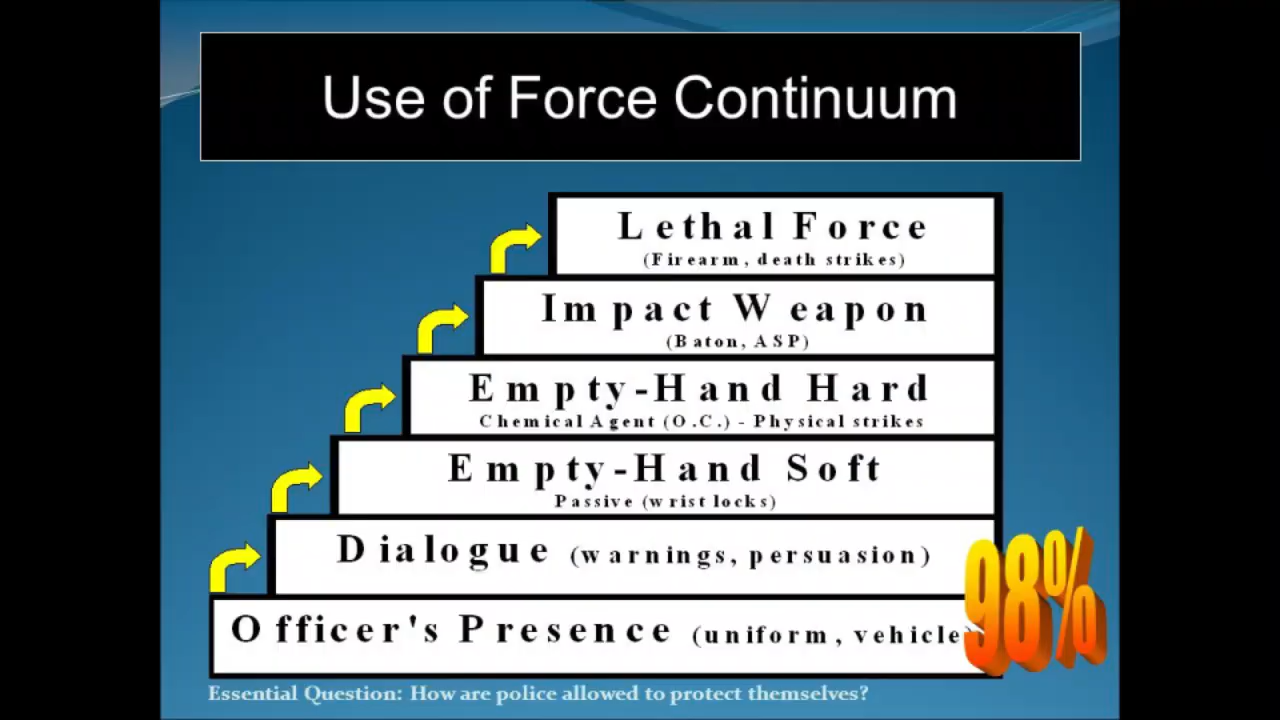 Use of Force Continuum
Lethal Force
(Firearm, death strikes)
Impact Weapon
(Baton, ASP)
Empty-Hand Hard
Chemical Agent (O.C.) - Physical strikes
Empty-Hand Soft
Passive (wrist locks)
Dialogue (warnings, persuasion)
Officer's Presence (uniform, vehicle)
98%
Essential Question: How are police allowed to protect themselves?